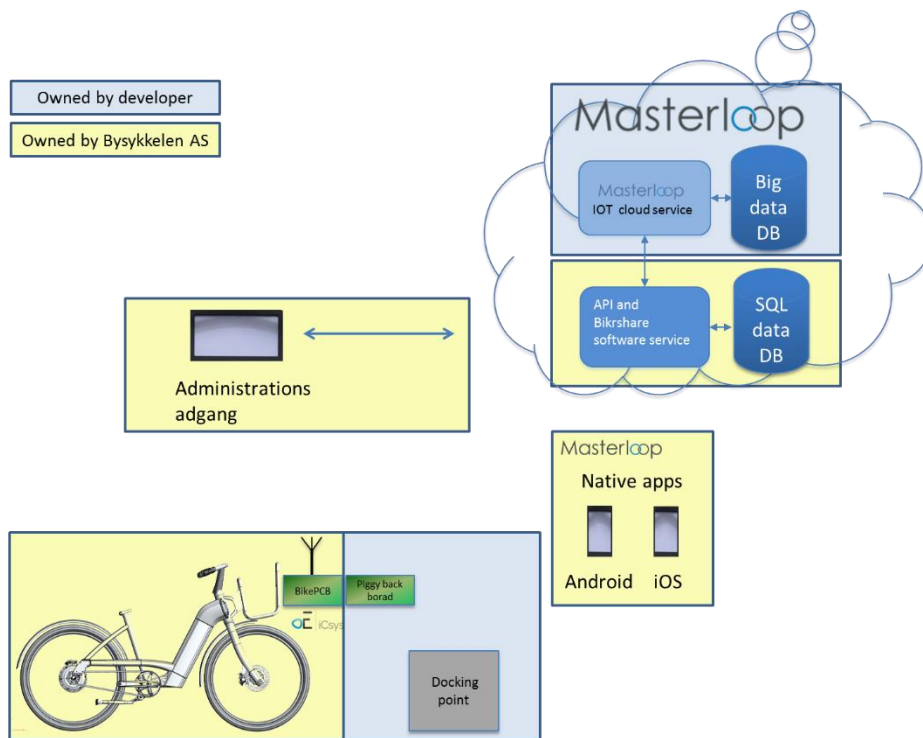 Owned by developer
Owned by Bysykkelen AS
Masterloop
Masterloop
IOT cloud service
Big
data
DB
API and
Bikrshare
software service
SQL
data
DB
Administrations
adgang
Masterloop
Native apps
Android iOS
BikePCB
Piggy back
borad
iCsys
Docking
point